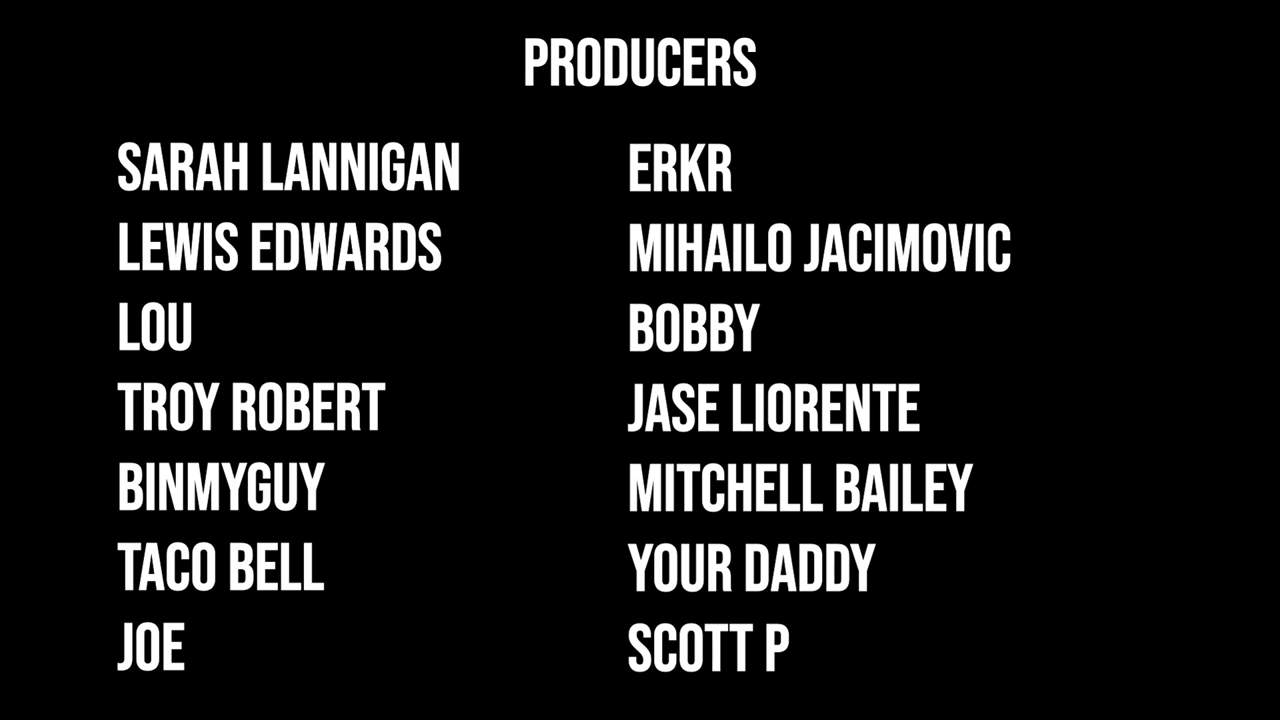 PRODUCERS
SARAH LANNIGAN
LEWIS EDWARDS
LOU
TROY ROBERT
BINMYGUY
TACO BELL
JOE
ERKR
MIHAILO JACIMOVIC
BOBBY
JASE LIORENTE
MITCHELL BAILEY
YOUR DADDY
SCOTT P